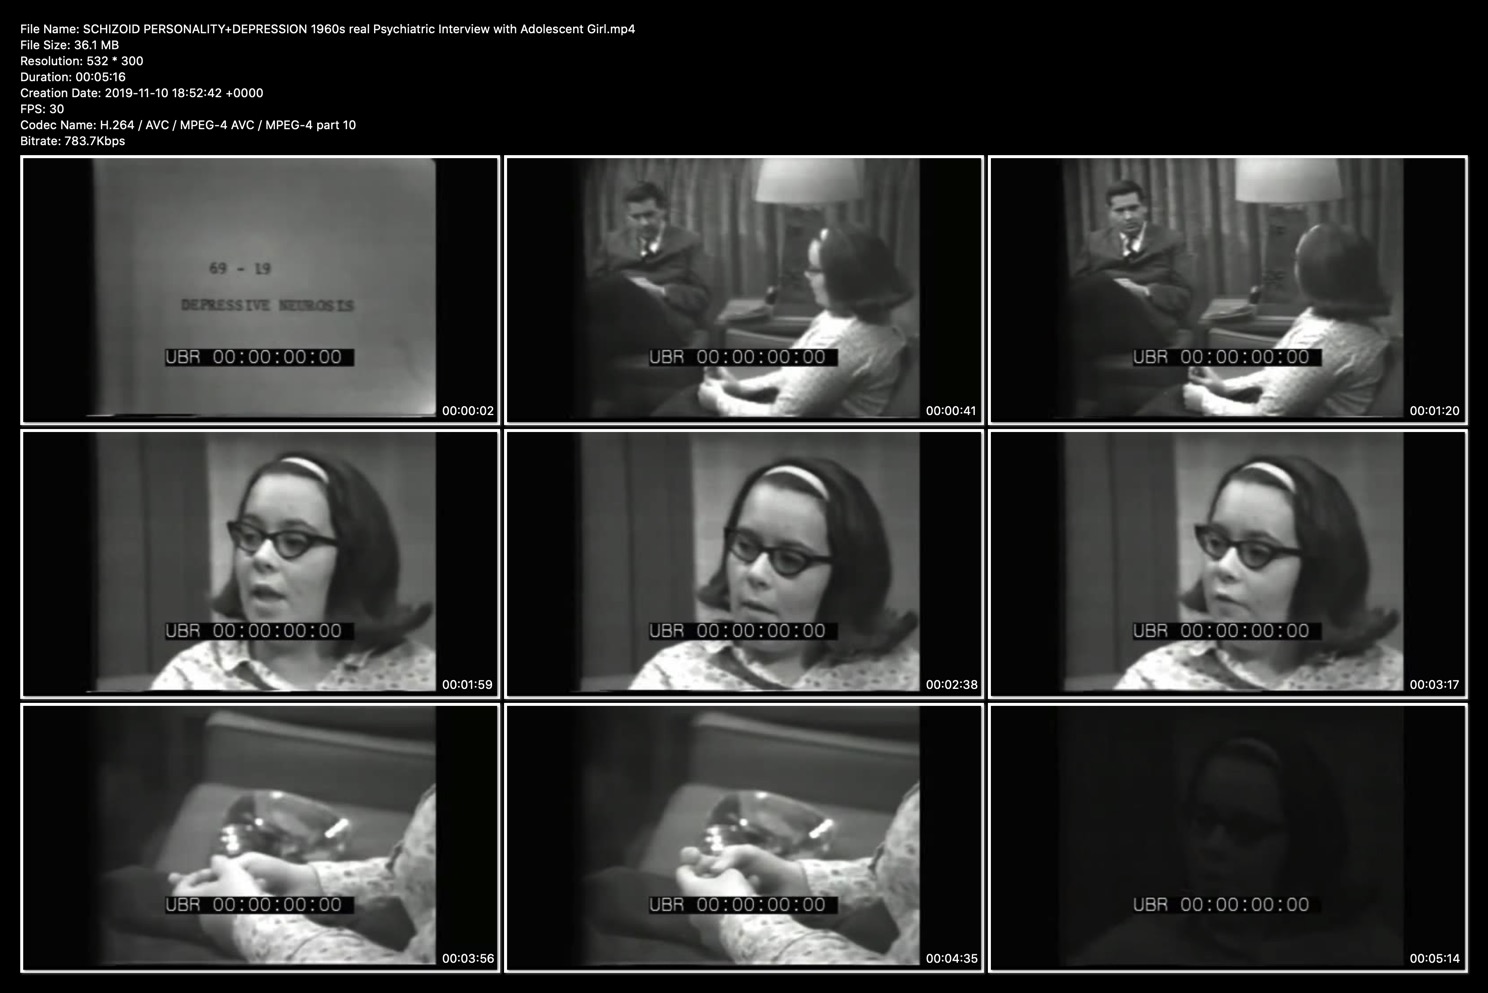 File Name: SCHIZOID PERSONALITY+DEPRESSION 1960s real Psychiatric Interview with Adolescent Girl.mp4
File Size: 36.1 MB
Resolution: 532 * 300
Duration: 00:05:16
Creation Date: 2019-11-10 18:52:42 +0000
FPS: 30
Codec Name: H.264 / AVC / MPEG-4 AVC / MPEG-4 part 10
Bitrate: 783.7Kbps
69 - 19
DEPRESSIVE NEUROSIS
UBR 00:00:00:00
00:00:02
UBR 00:00:00:00
00:00:41
UBR 00:00:00:00
00:01:20
UBR 00:00:00:00
00:01:59
UBR 00:00:00:00
00:02:38
UBR 00:00:00:00
00:03:17
UBR 00:00:00:00
00:03:56
UBR 00:00:00:00
00:04:35
UBR 00:00:00:00
00:05:14